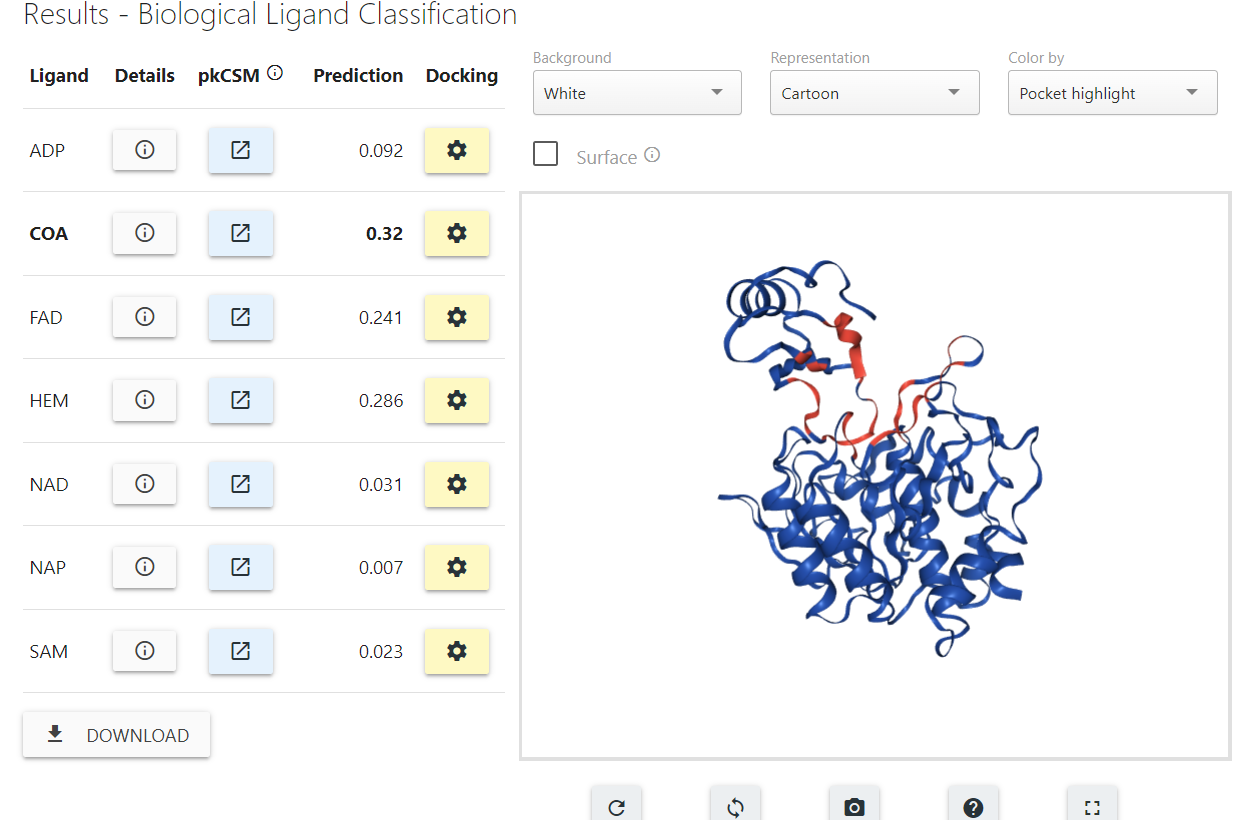 Results - Biological Ligand Classification
Ligand Details pkCSM Prediction Docking
ADP 0.092
COA 0.32
FAD 0.241
HEM 0.286
NAD 0.031
NAP 0.007
SAM 0.023
DOWNLOAD
Background Representation Color by
White Cartoon Pocket highlight
Surface